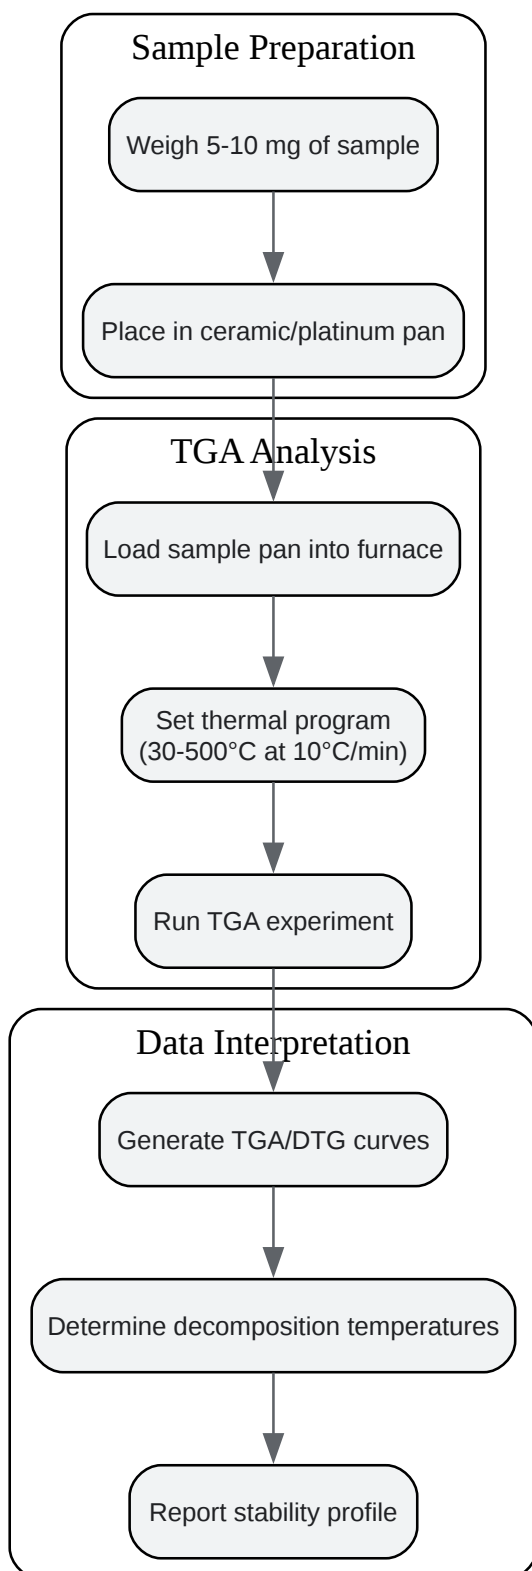 Sample Preparation
Weigh 5-10 mg of sample
Place in ceramic/platinum pan
TGA Analysis
Load sample pan into furnace
Set thermal program
(30-500°C at 10°C/min)
Run TGA experiment
Data Interpretation
Generate TGA/DTG curves
Determine decomposition temperatures
Report stability profile